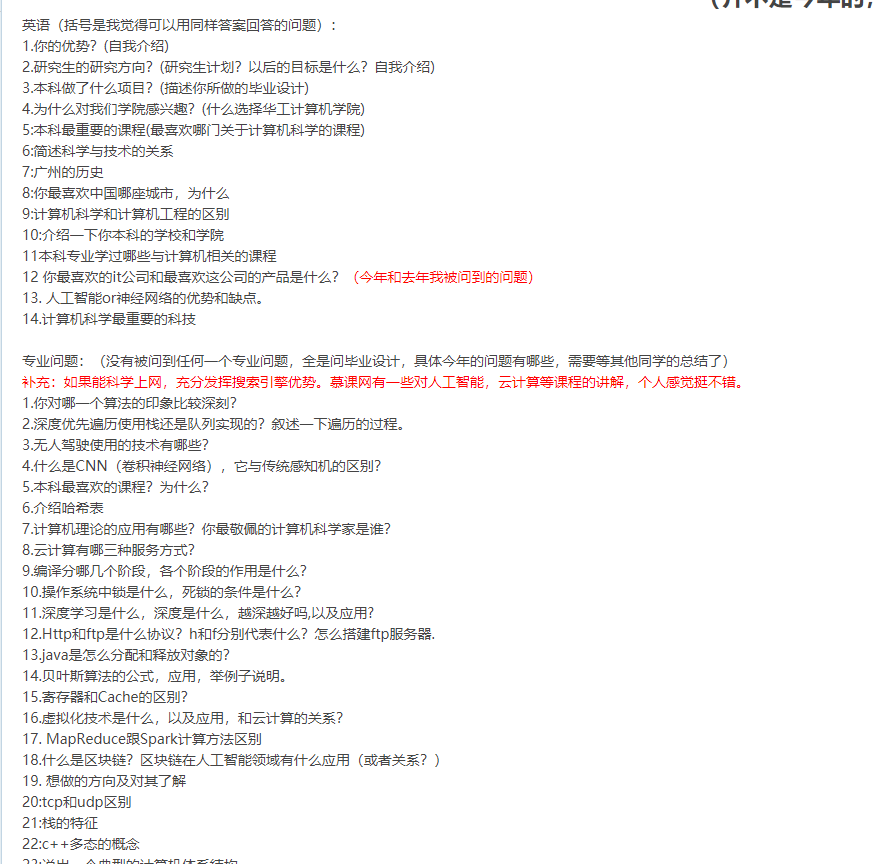 (并不是今年的，
英语（括号是我觉得可以用同样答案回答的问题）：
1.你的优势？(自我介绍)
2.研究生的研究方向？(研究生计划？以后的目标是什么？自我介绍)
3.本科做了什么项目？(描述你所做的毕业设计)
4.为什么对我们学院感兴趣？(什么选择华工计算机学院)
5:本科最重要的课程(最喜欢哪门关于计算机科学的课程)
6:简述科学与技术的关系
7:广州的历史
8:你最喜欢中国哪座城市，为什么
9:计算机科学和计算机工程的区别
10:介绍一下你本科的学校和学院
11本科专业学过哪些与计算机相关的课程
12 你最喜欢的it公司和最喜欢这公司的产品是什么？（今年和去年我被问到的问题）
13. 人工智能or神经网络的优势和缺点。
14.计算机科学最重要的科技
专业问题：（没有被问到任何一个专业问题，全是问毕业设计，具体今年的问题有哪些，需要等其他同学的总结了）
补充：如果能科学上网，充分发挥搜索引擎优势。慕课网有一些对人工智能，云计算等课程的讲解，个人感觉挺不错。
1.你对哪一个算法的印象比较深刻？
2.深度优先遍历使用栈还是队列实现的？叙述一下遍历的过程。
3.无人驾驶使用的技术有哪些？
4.什么是CNN（卷积神经网络），它与传统感知机的区别？
5.本科最喜欢的课程？为什么？
6.介绍哈希表
7.计算机理论的应用有哪些？你最敬佩的计算机科学家是谁？
8.云计算有哪三种服务方式？
9.编译分哪几个阶段，各个阶段的作用是什么？
10.操作系统中锁是什么，死锁的条件是什么？
11.深度学习是什么，深度是什么，越深越好吗,以及应用？
12.Http和ftp是什么协议？h和f分别代表什么？怎么搭建ftp服务器.
13.java是怎么分配和释放对象的？
14.贝叶斯算法的公式，应用，举例子说明。
15.寄存器和Cache的区别？
16.虚拟化技术是什么，以及应用，和云计算的关系？
17. MapReduce跟Spark计算方法区别
18.什么是区块链？区块链在人工智能领域有什么应用（或者关系？）
19. 想做的方向及对其了解
20:tcp和udp区别
21:栈的特征
22:c++多态的概念
23:说出一个典型的计算机体系结构